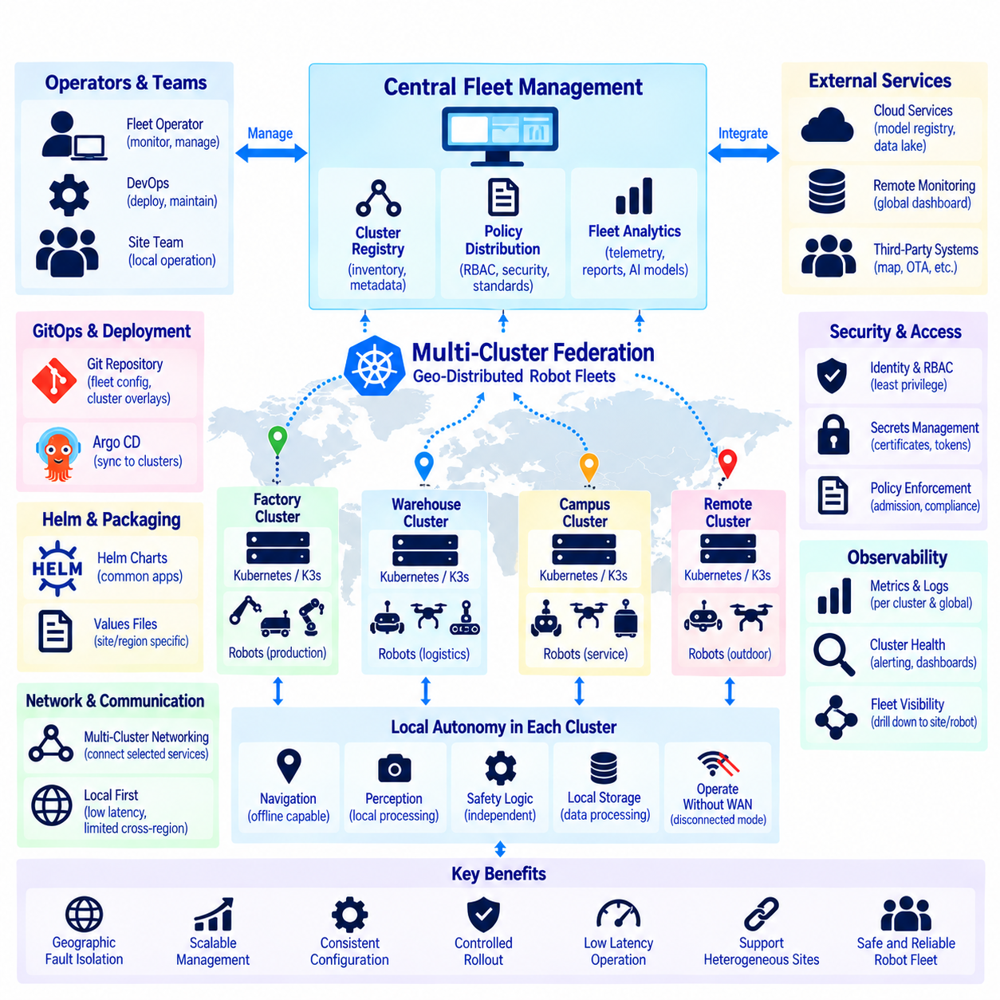 Operators & Teams
Fleet Operator
(monitor, manage)
DevOps
(deploy, maintain)
Site Team
(local operation)
Manage
Central Fleet Management
Cluster
Registry
(inventory,
metadata)
Policy
Distribution
(RBAC, security,
standards)
Fleet Analytics
(telemetry,
reports, AI models)
Integrate
External Services
Cloud Services
(model registry,
data lake)
Remote Monitoring
(global dashboard)
Third-Party Systems
(map, OTA, etc.)
GitOps & Deployment
Git Repository
(fleet config,
cluster overlays)
Argo CD
(sync to clusters)
Multi-Cluster Federation
Geo-Distributed Robot Fleets
Security & Access
Identity & RBAC
(least privilege)
Secrets Management
(certificates, tokens)
Policy Enforcement
(admission, compliance)
Helm & Packaging
HELM
Helm Charts
(common apps)
Values Files
(site/region specific)
Factory
Cluster
Kubernetes / K3s
Robots (production)
Warehouse
Cluster
Kubernetes / K3s
Robots (logistics)
Campus
Cluster
Kubernetes / K3s
Robots (service)
Remote
Cluster
Kubernetes / K3s
Robots (outdoor)
Observability
Metrics & Logs
(per cluster & global)
Cluster Health
(alerting, dashboards)
Fleet Visibility
(drill down to site/robot)
Network & Communication
Multi-Cluster Networking
(connect selected services)
Local First
(low latency,
limited cross-region)
Local Autonomy in Each Cluster
Navigation
(offline capable)
Perception
(local processing)
Safety Logic
(independent)
Local Storage
(data processing)
Operate
Without WAN
(disconnected mode)
Key Benefits
Geographic
Fault Isolation
Scalable
Management
Consistent
Configuration
Controlled
Rollout
Low Latency
Operation
Support
Heterogeneous Sites
Safe and Reliable
Robot Fleet